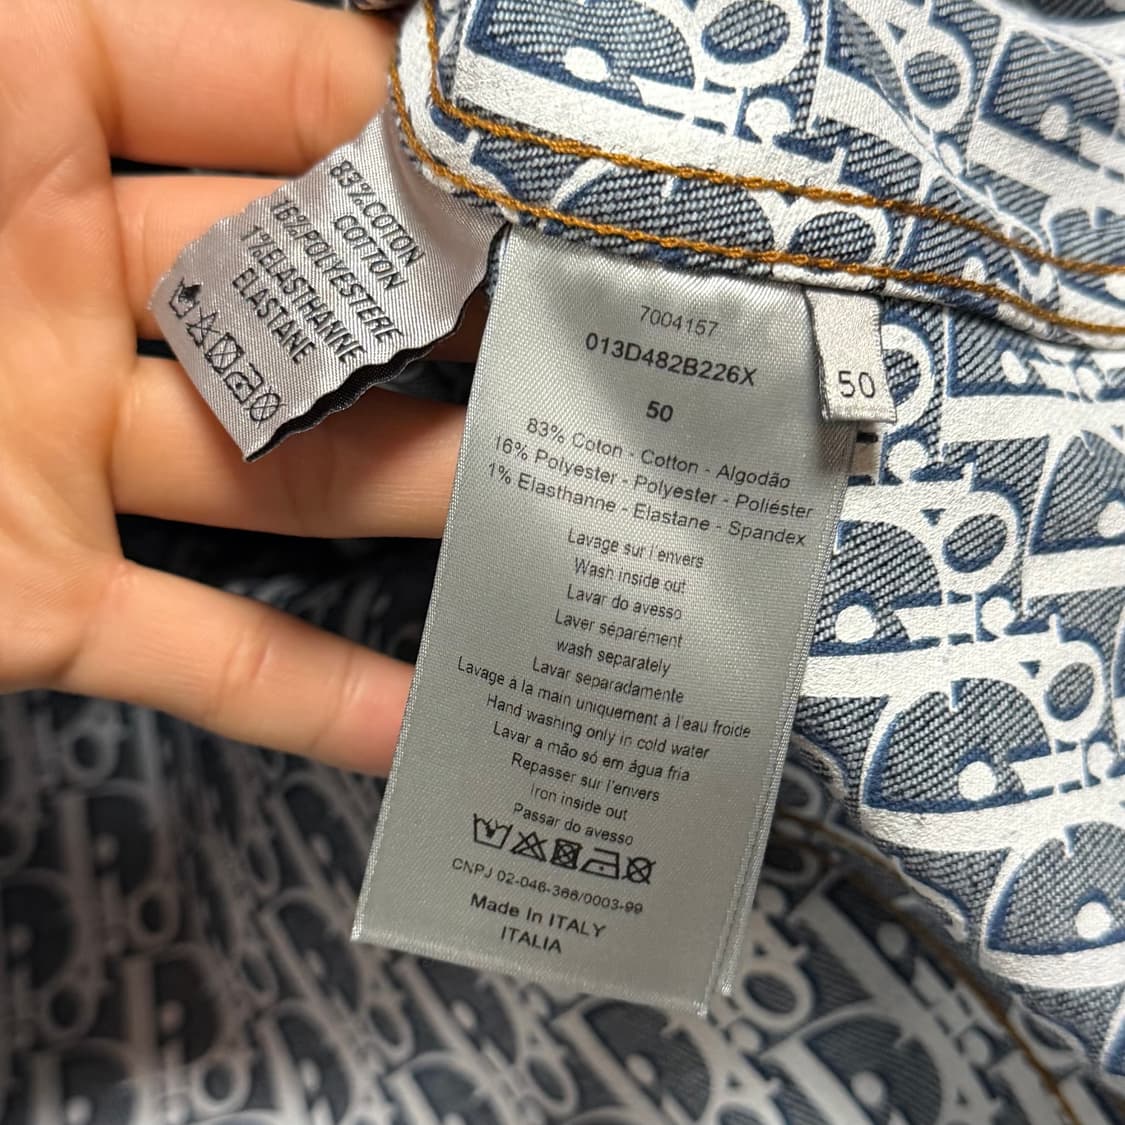 83% COTON
COTTON
16% POLYESTERE
1% ELASTHANNE
ELASTANE
7004157
013D482B226X
50
83% Coton - Cotton - Algodão
16% Polyester - Polyester - Poliéster
1% Elasthanne - Elastane - Spandex
Lavage sur l'envers
Wash inside out
Lavar do avesso
Laver séparément
wash separately
Lavar separadamente
Lavage à la main uniquement à l'eau froide
Hand washing only in cold water
Lavar a mão só em água fria
Repasser sur l'envers
Iron inside out
Passar do avesso
CNPJ 02-046-366/0003-99
Made In ITALY
ITALIA
50
Dior